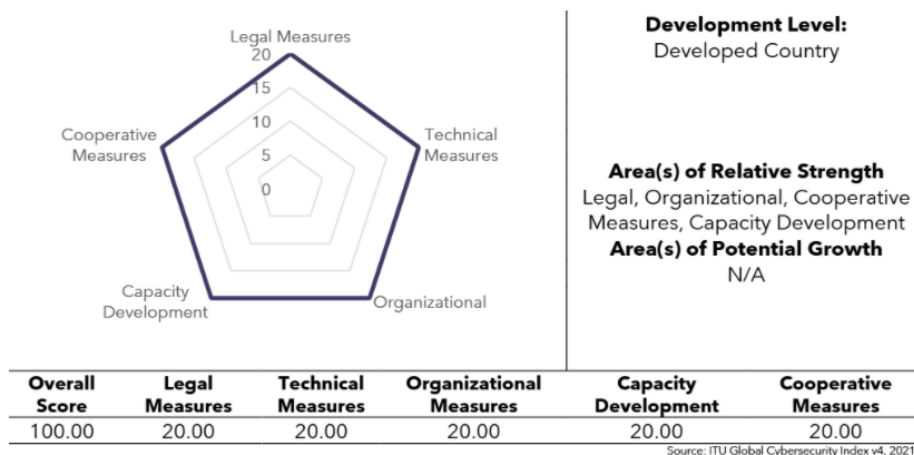 Legal Measures
20
15
10
5
0
Technical
Measures
Organizational
Capacity
Development
Cooperative
Measures
Development Level:
Developed Country
Area(s) of Relative Strength
Legal, Organizational, Cooperative
Measures, Capacity Development
Area(s) of Potential Growth
N/A
Overall Score Legal Measures Technical Measures Organizational Measures Capacity Development Cooperative Measures
100.00 20.00 20.00 20.00 20.00 20.00
Source: ITU Global Cybersecurity Index v4, 2021